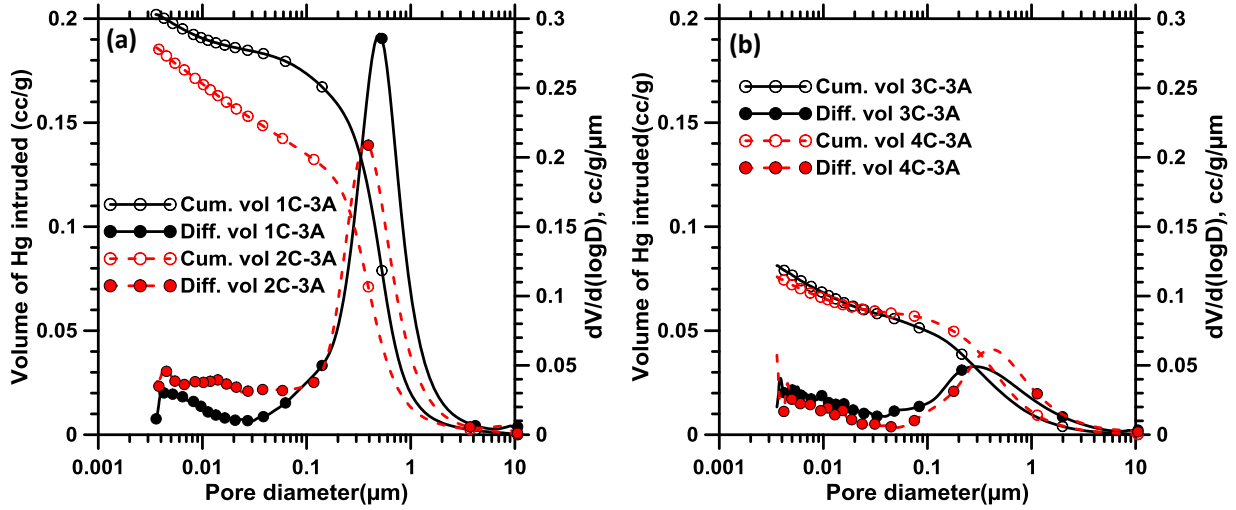 (a)
Volume of Hg intruded (cc/g)
0.2
0.15
0.1
0.05
0
Cum. vol 1C-3A
Diff. vol 1C-3A
Cum. vol 2C-3A
Diff. vol 2C-3A
0.3
0.25
0.2
0.15
0.1
0.05
0
dV/d(logD), cc/g/µm
0.001
0.01
0.1
1
10
Pore diameter(µm)
(b)
Volume of Hg intruded(cc/g)
0.2
0.15
0.1
0.05
0
Cum. vol 3C-3A
Diff. vol 3C-3A
Cum. vol 4C-3A
Diff. vol 4C-3A
0.3
0.25
0.2
0.15
0.1
0.05
0
dV/d(logD), cc/g/µm
0.001
0.01
0.1
1
10
Pore diameter(µm)